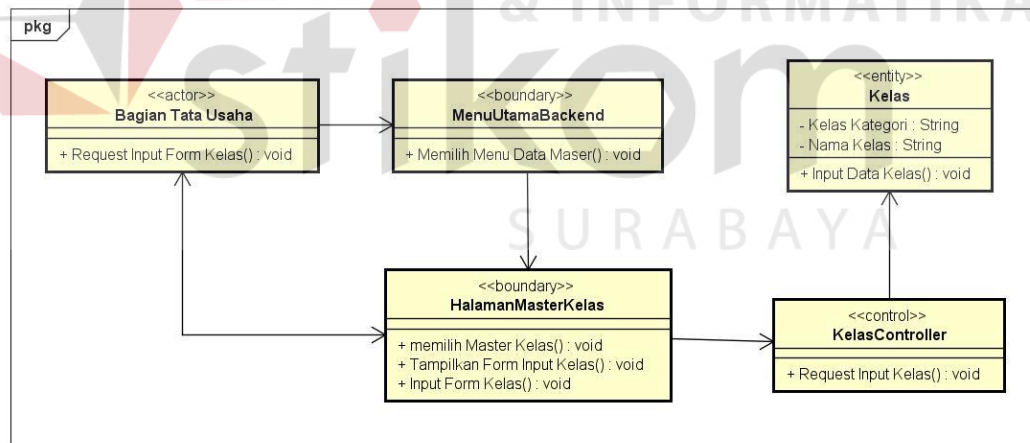 & INFORMATIKA
pkg
stikom
SURABAYA
<<actor>>
Bagian Tata Usaha
+ Request Input Form Kelas() : void
<<boundary>>
MenuUtamaBackend
+ Memilih Menu Data Maser() : void
<<entity>>
Kelas
- Kelas Kategori : String
- Nama Kelas : String
+ Input Data Kelas() : void
<<boundary>>
HalamanMasterKelas
+ memilih Master Kelas() : void
+ Tampilkan Form Input Kelas() : void
+ Input Form Kelas() : void
<<control>>
KelasController
+ Request Input Kelas() : void